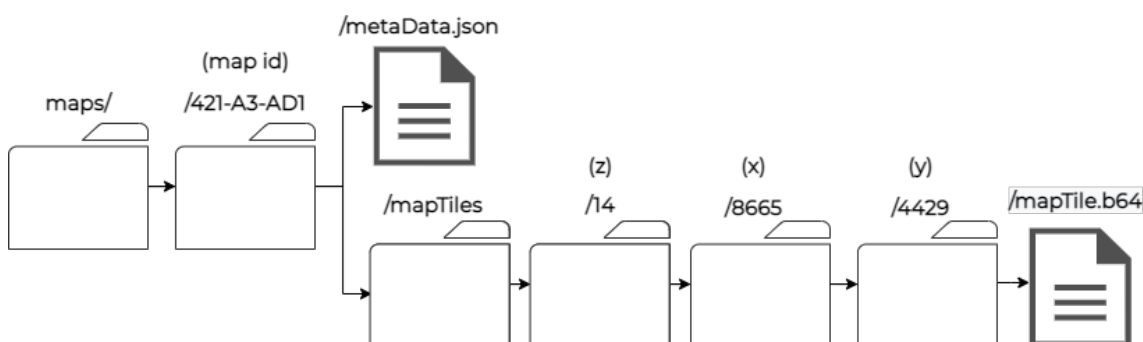 /metaData.json
(map id)
maps/
/421-A3-AD1
(z)
(x)
(y)
/mapTiles
/14
/8665
/4429
/mapTile.b64